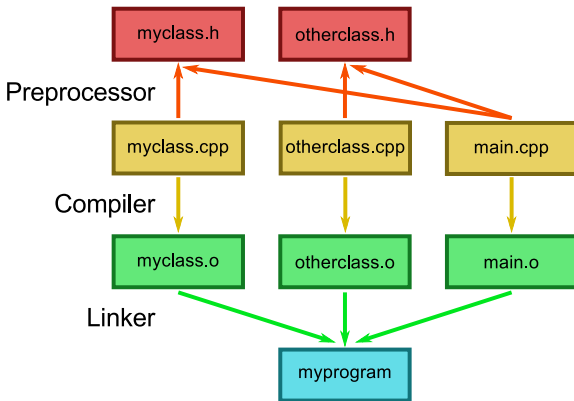 myclass.h
otherclass.h
Preprocessor
myclass.cpp
otherclass.cpp
main.cpp
Compiler
myclass.o
otherclass.o
main.o
Linker
myprogram